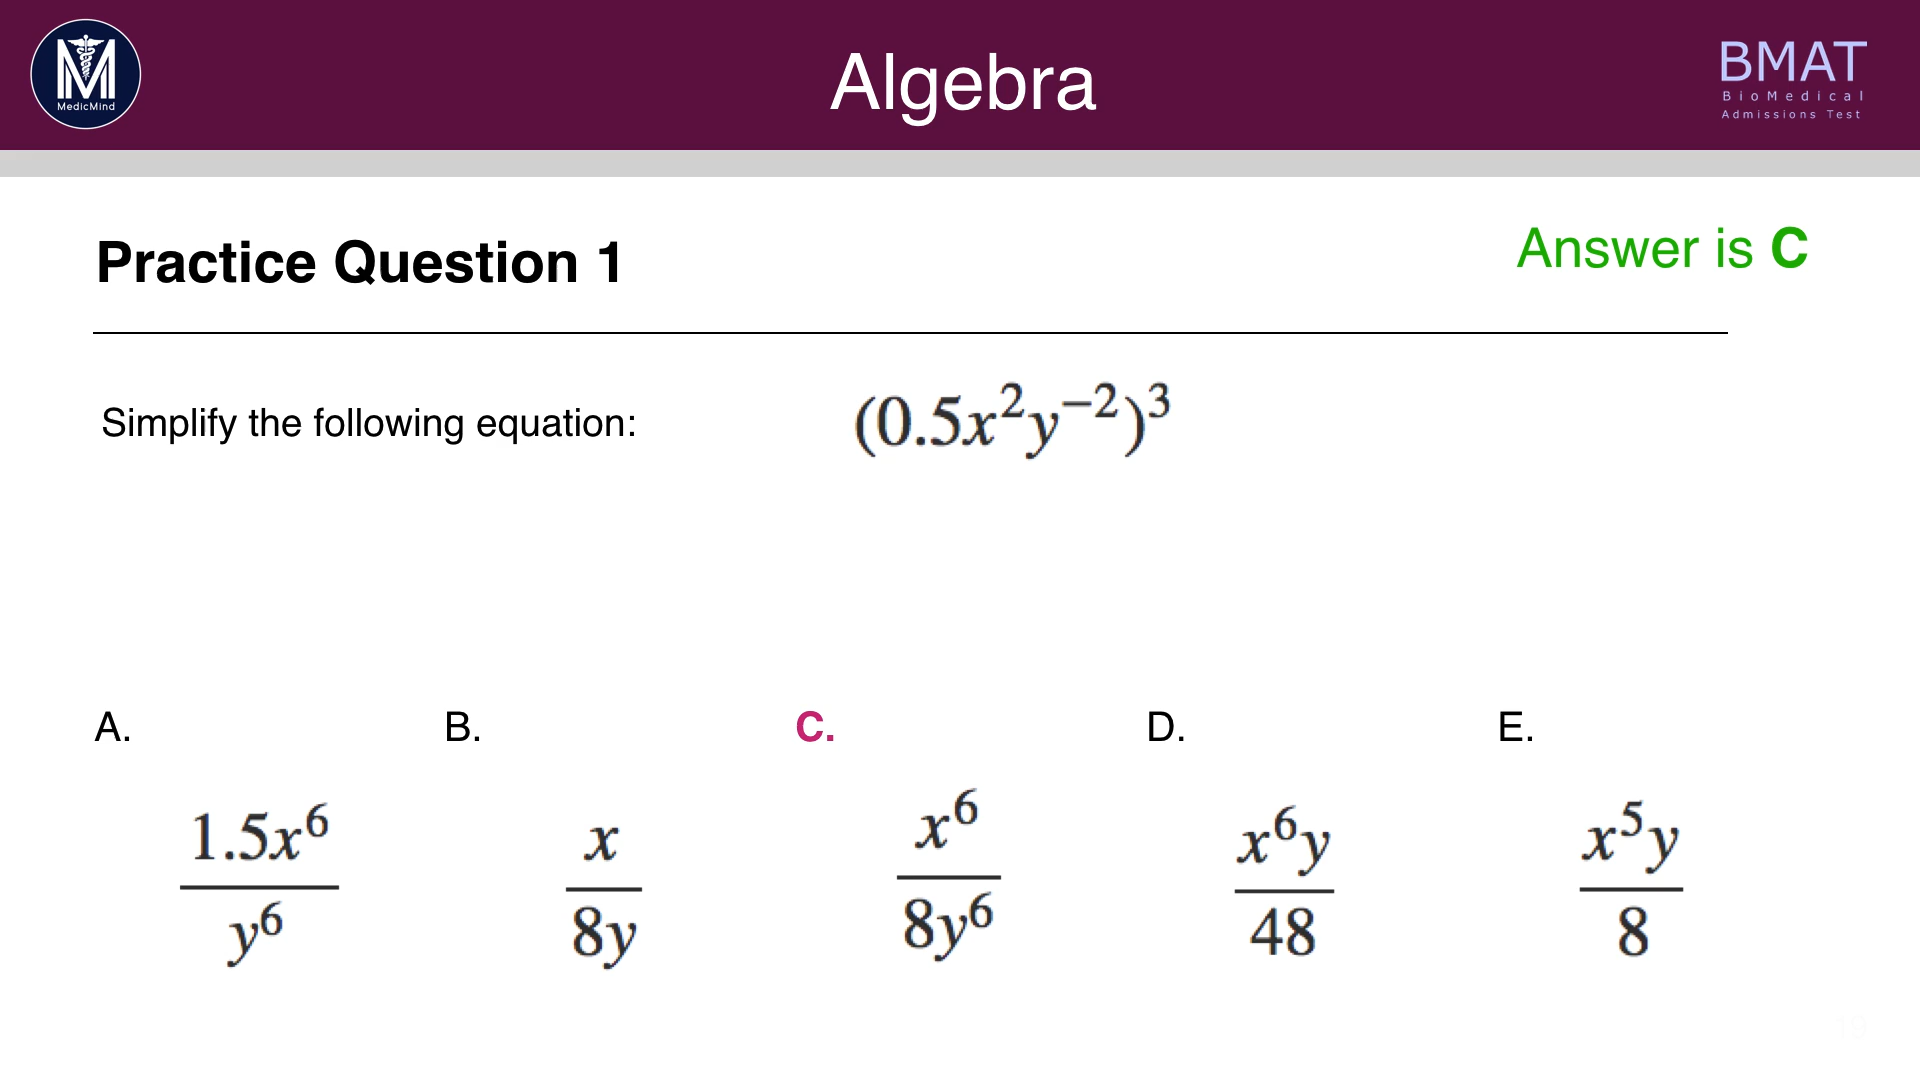 MedicMind
Algebra
BMAT
BioMedical
Admissions Test
Practice Question 1
Answer is C
Simplify the following equation:
(0.5x²y⁻²)³
A.
B.
C.
D.
E.
1.5x⁶
y⁶
x
8y
x⁶
8y⁶
x⁶y
48
x⁵y
8